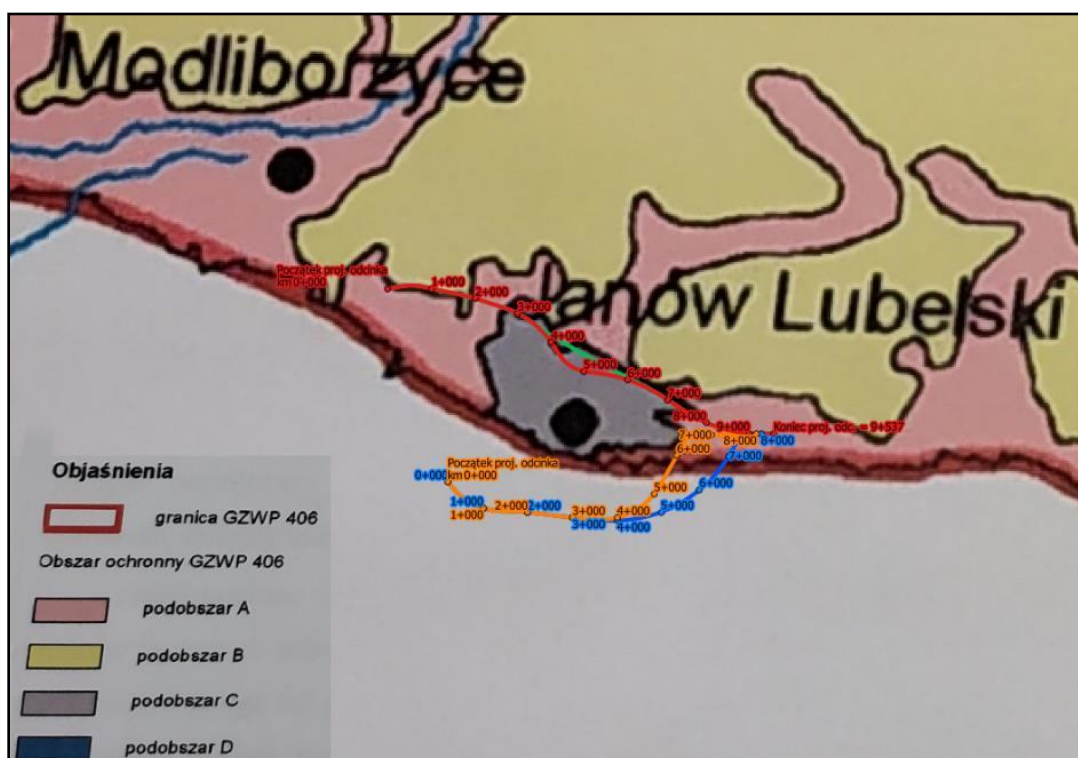 Modliborzyce
Początek proj. odcinka
km 0+000
1+000
2+000
3+000
Janów Lubelski
4+000
5+000
6+000
7+000
8+000
9+000
Koniec proj. odc. = 9+537
7+000
8+000
8+000
6+000
7+000
0+000
Początek proj. odcinka
km 0+000
5+000
6+000
1+000
2+000
2+000
3+000
4+000
5+000
1+000
3+000
4+000
Objaśnienia
granica GZWP 406
Obszar ochronny GZWP 406
podobszar A
podobszar B
podobszar C
podobszar D